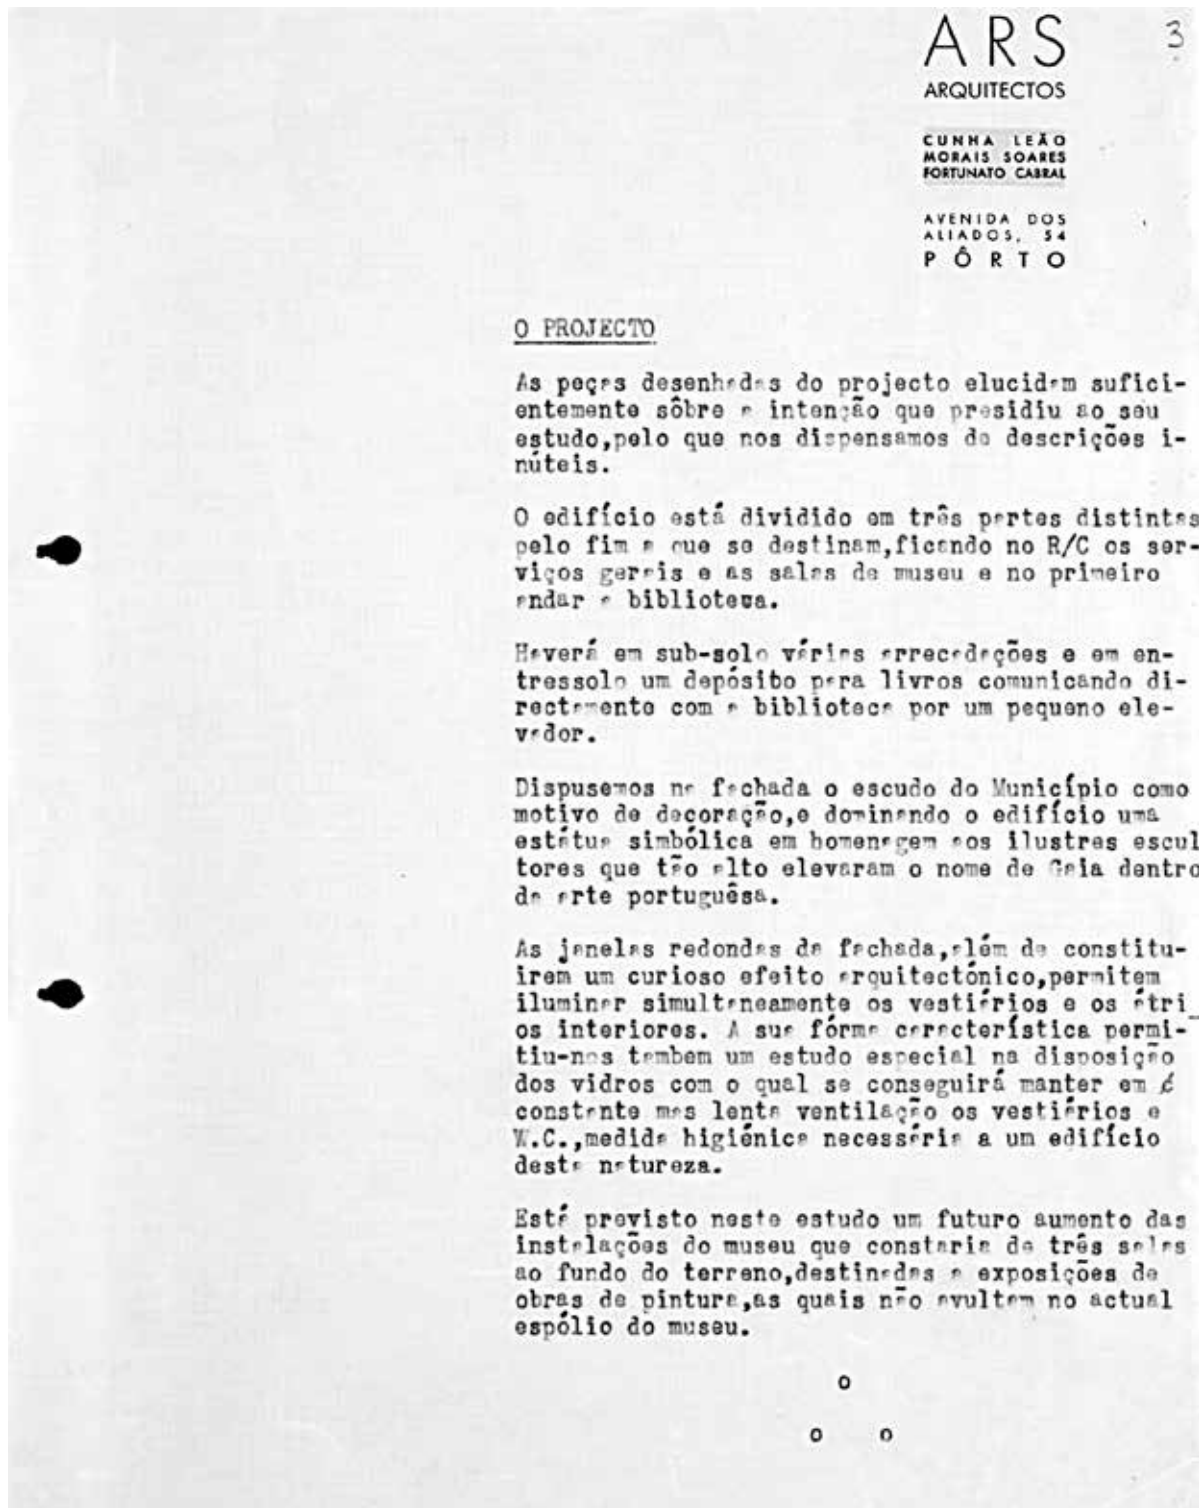 ARS
3
ARQUITECTOS
CUNHA LEÃO
MORAIS SOARES
FORTUNATO CABRAL
AVENIDA DOS
ALIADOS, 54
PÔRTO
O PROJECTO
As peças desenhadas do projecto elucidam sufici-
entemente sôbre a intenção que presidiu ao seu
estudo,pelo que nos dispensamos de descrições i-
núteis.
O edifício está dividido em três partes distintas
pelo fim a que se destinam,ficando no R/C os ser-
viços gerais e as salas de museu e no primeiro
andar a biblioteca.
Haverá em sub-solo várias arrecadações e em en-
tressolo um depósito para livros comunicando di-
rectamente com a biblioteca por um pequeno ele-
vador.
Dispusemos na fachada o escudo do Município como
motivo de decoração,e dominando o edifício uma
estátua simbólica em homenagem aos ilustres escul
tores que tão alto elevaram o nome de Gaia dentro
da arte portuguêsa.
As janelas redondas da fachada,além de constitu-
irem um curioso efeito arquitectónico,permitem
iluminar simultaneamente os vestiários e os átri_
os interiores. A sua fórma característica permi-
tiu-nos tambem um estudo especial na disposição
dos vidros com o qual se conseguirá manter em é
constante mas lenta ventilação os vestiários e
W.C.,medida higiénica necessária a um edifício
desta natureza.
Está previsto neste estudo um futuro aumento das
instalações do museu que constaria de três salas
ao fundo do terreno,destinadas a exposições de
obras de pintura,as quais não avultam no actual
espólio do museu.
o
o o